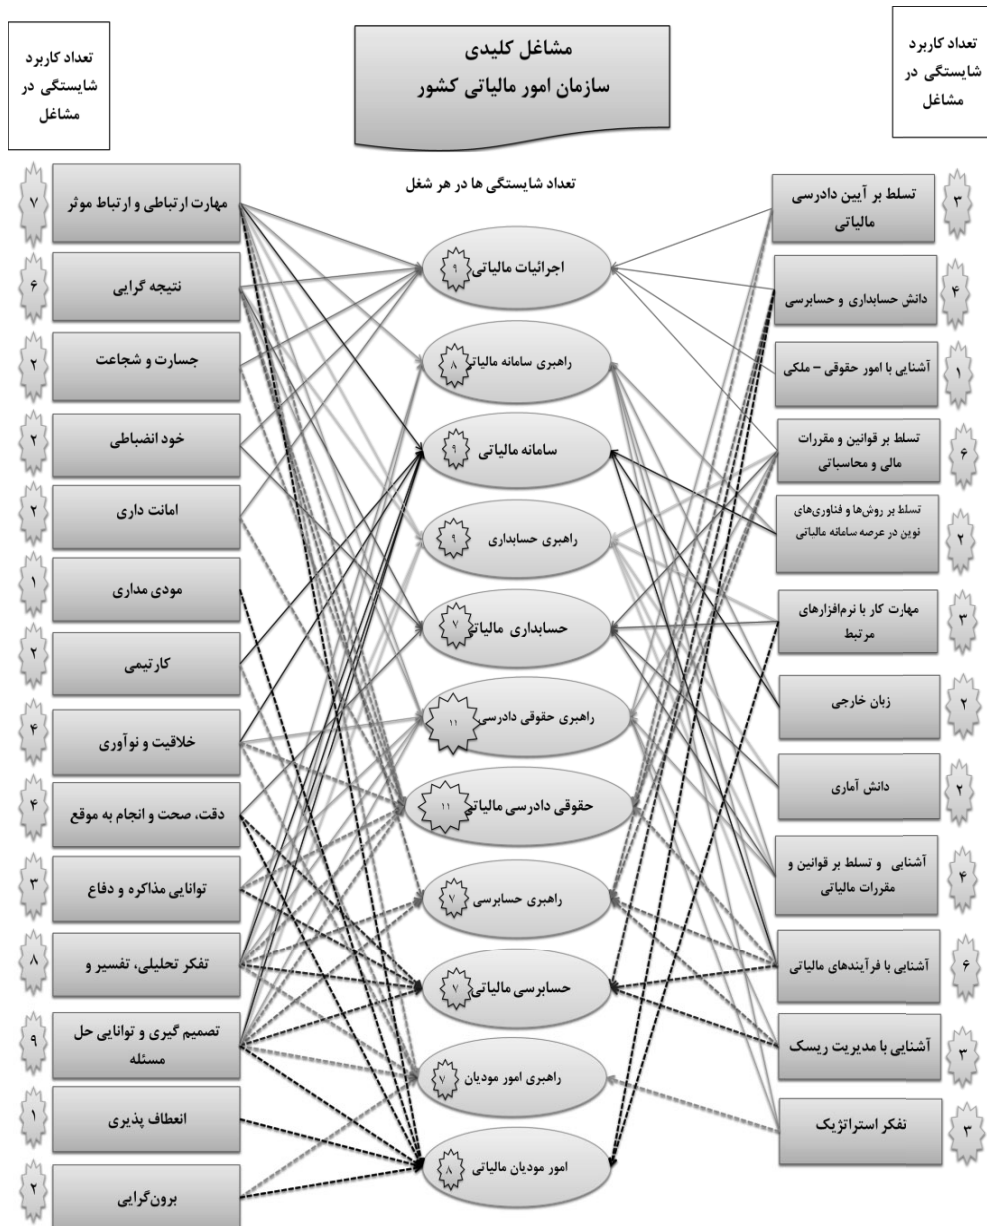 تعداد کاربرد
شایستگی در
مشاغل
مشاغل کلیدی
سازمان امور مالیاتی کشور
تعداد کاربرد
شایستگی در
مشاغل
تعداد شایستگی ها در هر شغل
۳
تسلط بر آیین دادرسی
مالیاتی
۴
دانش حسابداری و حسابرسی
۱
آشنایی با امور حقوقی – ملکی
۶
تسلط بر قوانین و مقررات
مالی و محاسباتی
۲
تسلط بر روش‌ها و فناوری‌های
نوین در عرصه سامانه مالیاتی
۳
مهارت کار با نرم‌افزارهای
مرتبط
۲
زبان خارجی
۲
دانش آماری
۴
آشنایی و تسلط بر قوانین و
مقررات مالیاتی
۶
آشنایی با فرآیندهای مالیاتی
۳
آشنایی با مدیریت ریسک
۳
تفکر استراتژیک
اجرائیات مالیاتی ۹
راهبری سامانه مالیاتی ۸
سامانه مالیاتی ۹
راهبری حسابداری ۹
حسابداری مالیاتی ۷
راهبری حقوقی دادرسی ۱۱
حقوقی دادرسی مالیاتی ۱۱
راهبری حسابرسی ۷
حسابرسی مالیاتی ۷
راهبری امور مودیان ۷
امور مودیان مالیاتی ۸
مهارت ارتباطی و ارتباط موثر
۷
نتیجه گرایی
۶
جسارت و شجاعت
۲
خود انضباطی
۲
امانت داری
۲
مودی مداری
۱
کارتیمی
۲
خلاقیت و نوآوری
۴
دقت، صحت و انجام به موقع
۴
توانایی مذاکره و دفاع
۳
تفکر تحلیلی، تفسیر و
۸
تصمیم گیری و توانایی حل
مسئله
۹
انعطاف پذیری
۱
برون‌گرایی
۲